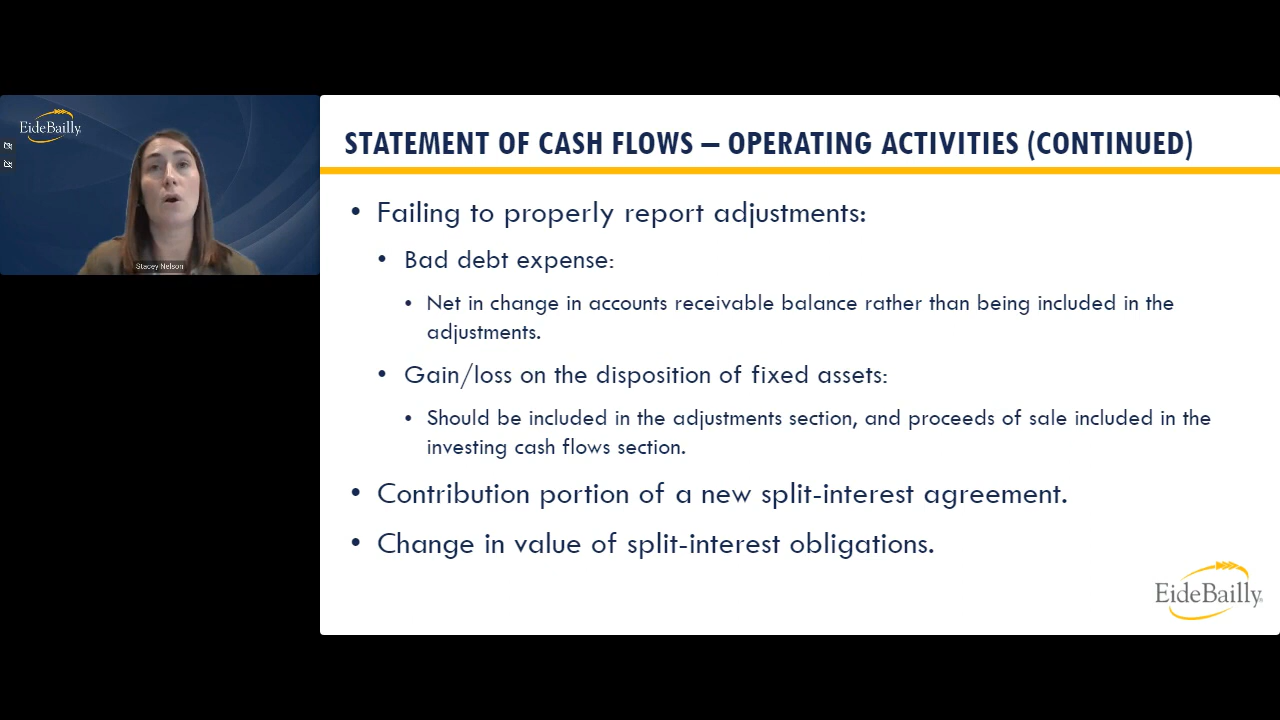 EideBailly.
Stacey Nelson
STATEMENT OF CASH FLOWS – OPERATING ACTIVITIES (CONTINUED)
• Failing to properly report adjustments:
• Bad debt expense:
• Net in change in accounts receivable balance rather than being included in the
adjustments.
• Gain/loss on the disposition of fixed assets:
• Should be included in the adjustments section, and proceeds of sale included in the
investing cash flows section.
• Contribution portion of a new split-interest agreement.
• Change in value of split-interest obligations.
EideBailly®